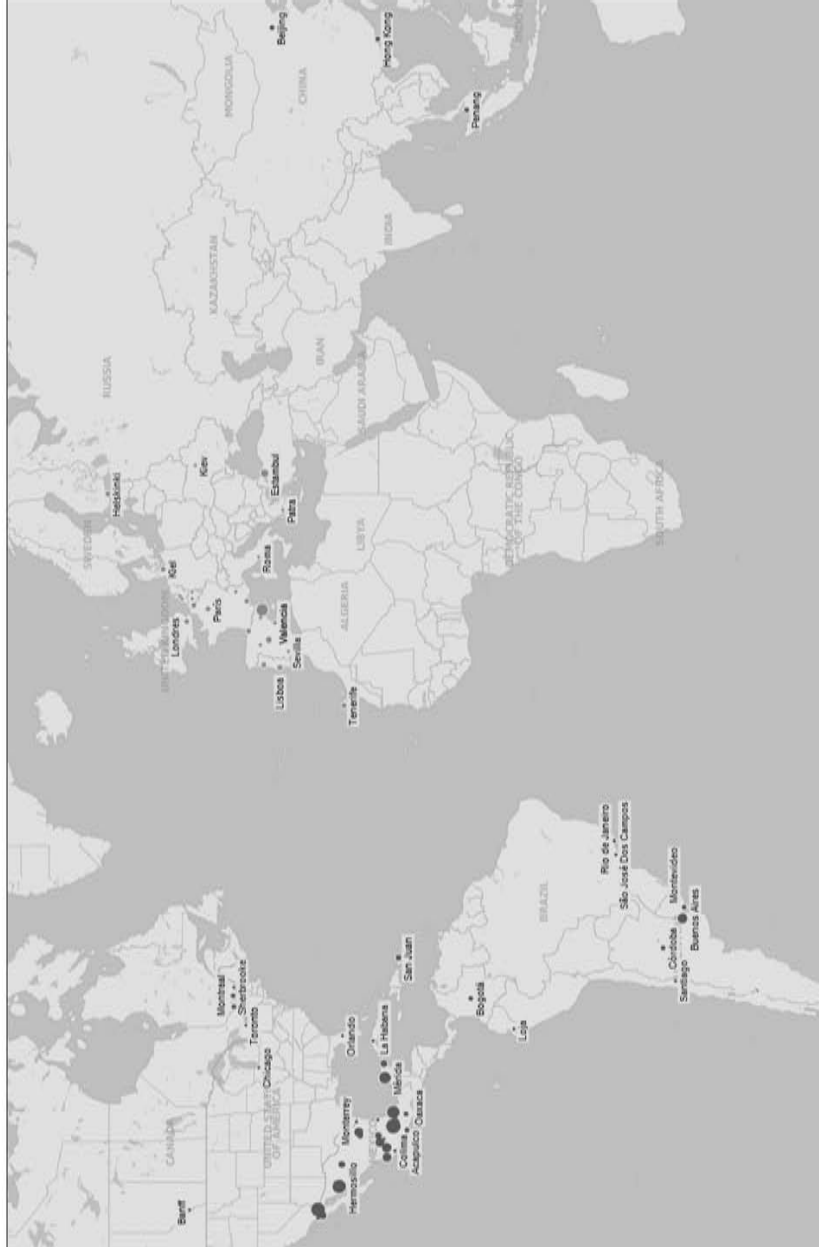 Beijing
MONGOLIA
CHINA
Hong Kong
Penang
KAZAKHSTAN
INDIA
RUSSIA
IRAN
SAUDI ARABIA
Helsinki
Kiev
Estambul
Patra
SWEDEN
Kiel
Roma
LIBYA
DEMOCRATIC REPUBLIC
OF THE CONGO
SOUTH AFRICA
UNITED KINGDOM
Londres
Paris
Valencia
Sevilla
Lisboa
ALGERIA
Tenerife
Rio de Janeiro
São José Dos Campos
BRAZIL
Montevideo
Buenos Aires
Córdoba
Santiago
Montreal
Sherbrooke
Toronto
San Juan
Bogotá
Loja
Orlando
La Habana
Chicago
CANADA
UNITED STATES
OF AMERICA
Mérida
Monterrey
MEXICO
Oaxaca
Colima
Acapulco
Hermosillo
Banff